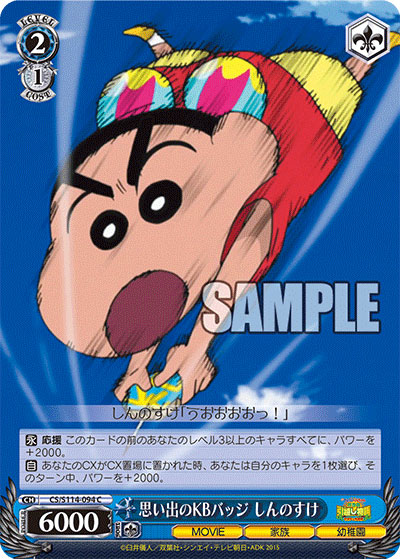 LEVEL
2
1
COST
SAMPLE
しんのすけ「うおおおおっ！」
永 応援 このカードの前のあなたのレベル3以上のキャラすべてに、パワーを
+2000。
自 あなたのCXがCX置場に置かれた時、あなたは自分のキャラを1枚選び、そ
のターン中、パワーを+2000。
CH
CS/S114-094 C
6000
思い出のKBバッジ しんのすけ
MOVIE
家族
幼稚園
©臼井儀人／双葉社・シンエイ・テレビ朝日・ADK 2015